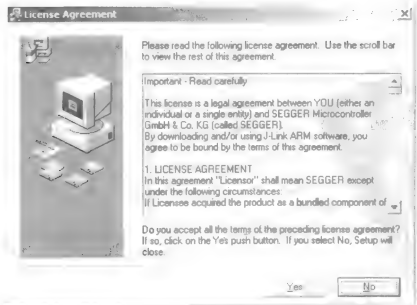 License Agreement
Please read the following license agreement. Use the scroll bar
to view the rest of this agreement.
Important - Read carefully
This license is a legal agreement between YOU (either an
individual or a single entity) and SEGGER Microcontroller
GmbH & Co. KG (called SEGGER).
By downloading and/or using J-Link ARM software, you
agree to be bound by the terms of this agreement.
1. LICENSE AGREEMENT
In this agreement "Licensor" shall mean SEGGER except
under the following circumstances:
If Licensee acquired the product as a bundled component of
Do you accept all the terms of the preceding license agreement?
If so, click on the Yes push button. If you select No, Setup will
close.
Yes
No